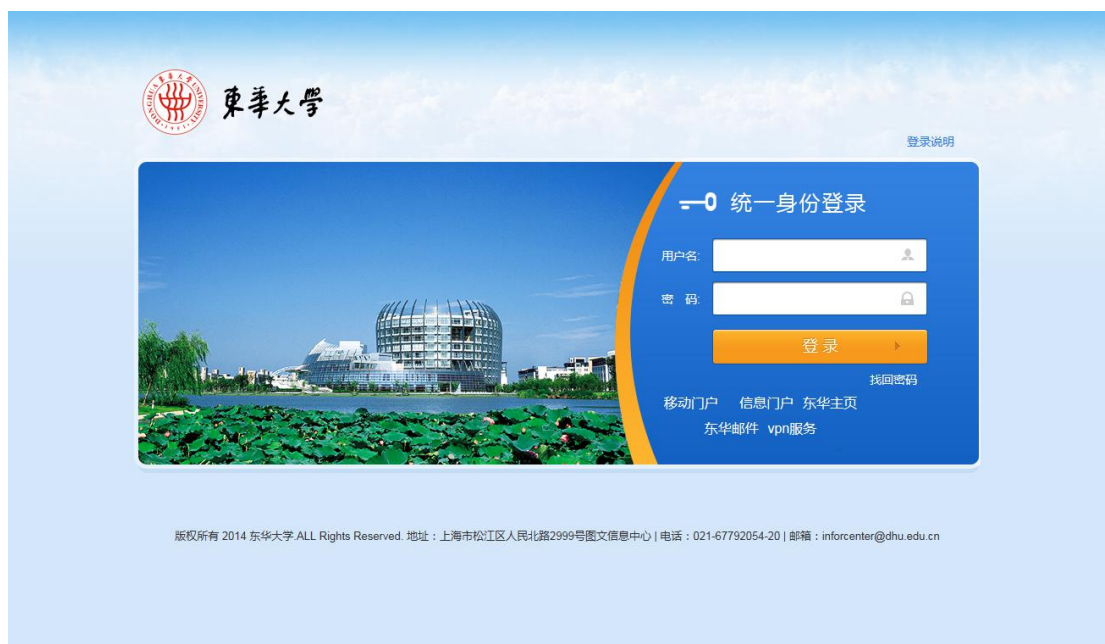 DONGHUA UNIVERSITY
東華大學
登录说明
统一身份登录
用户名:
密 码:
登 录
找回密码
移动门户 信息门户 东华主页
东华邮件 vpn服务
版权所有 2014 东华大学.ALL Rights Reserved. 地址：上海市松江区人民北路2999号图文信息中心 | 电话：021-67792054-20 | 邮箱：inforcenter@dhu.edu.cn